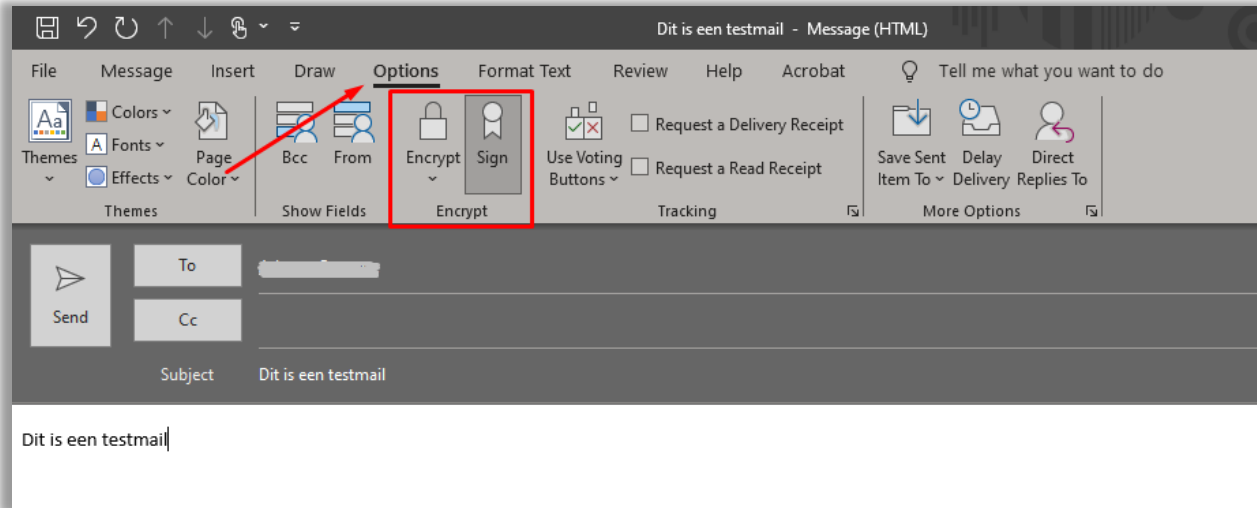 Dit is een testmail - Message (HTML)
File Message Insert Draw Options Format Text Review Help Acrobat Tell me what you want to do
Aa
Themes
Colors
A Fonts
Effects
Page
Color
Themes
Bcc
From
Show Fields
Encrypt
Sign
Encrypt
Use Voting
Buttons
Request a Delivery Receipt
Request a Read Receipt
Tracking
Save Sent
Item To
Delay
Delivery
Direct
Replies To
More Options
Send
To
Cc
Subject Dit is een testmail
Dit is een testmail